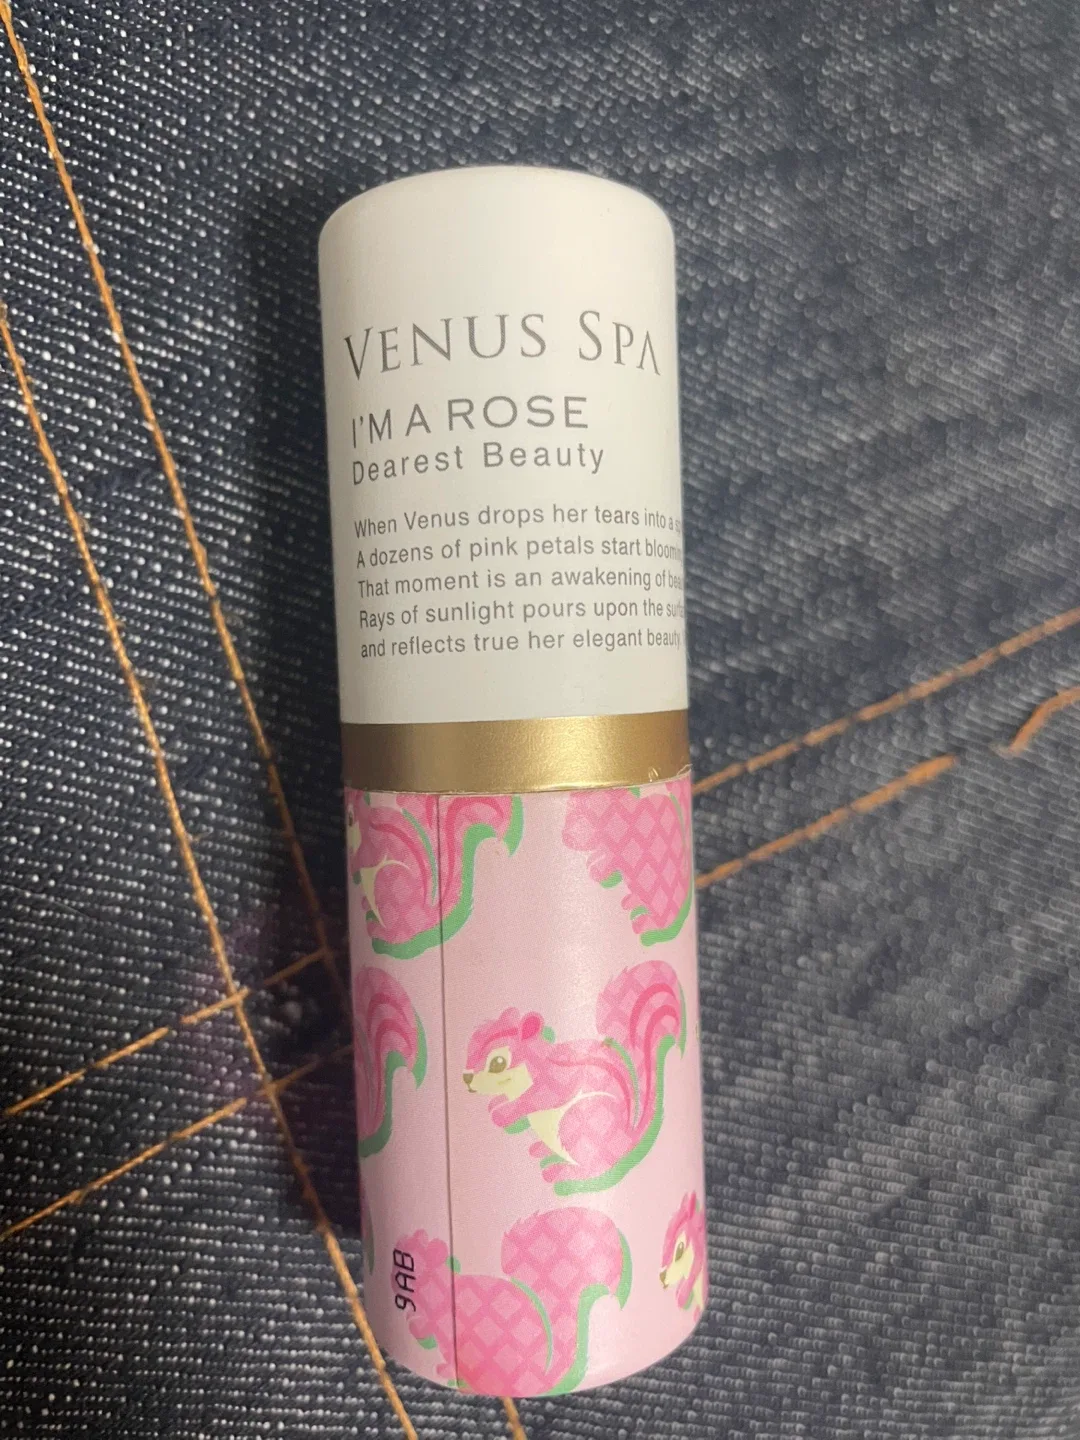 VENUS SPA
I'M A ROSE
Dearest Beauty
When Venus drops her tears into a
A dozens of pink petals start
That moment is an awakening of
Rays of sunlight pours upon the
and reflects true her elegant beauty
9AB